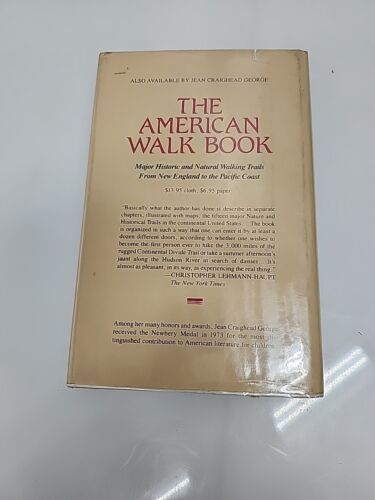 ALSO AVAILABLE BY JEAN CRAIGHEAD GEORGE
THE
AMERICAN
WALK BOOK
Major Historic and Natural Walking Trails
From New England to the Pacific Coast
$13.95 cloth, $6.95 paper
"Basically what the author has done is describe in separate
chapters, illustrated with maps, the fifteen major Nature and
Historical Trails in the continental United States.... The book
is organized in such a way that one can enter it by at least a
dozen different doors, according to whether one wishes to
become the first person ever to hike the 3,000 miles of the
rugged Continental Divide Trail or take a summer afternoon's
jaunt along the Hudson River in search of daisies.... It's
almost as pleasant, in its way, as experiencing the real thing."
—CHRISTOPHER LEHMANN-HAUPT
The New York Times
Among her many honors and awards, Jean Craighead George
received the Newbery Medal in 1973 for the most dis-
tinguished contribution to American literature for children.